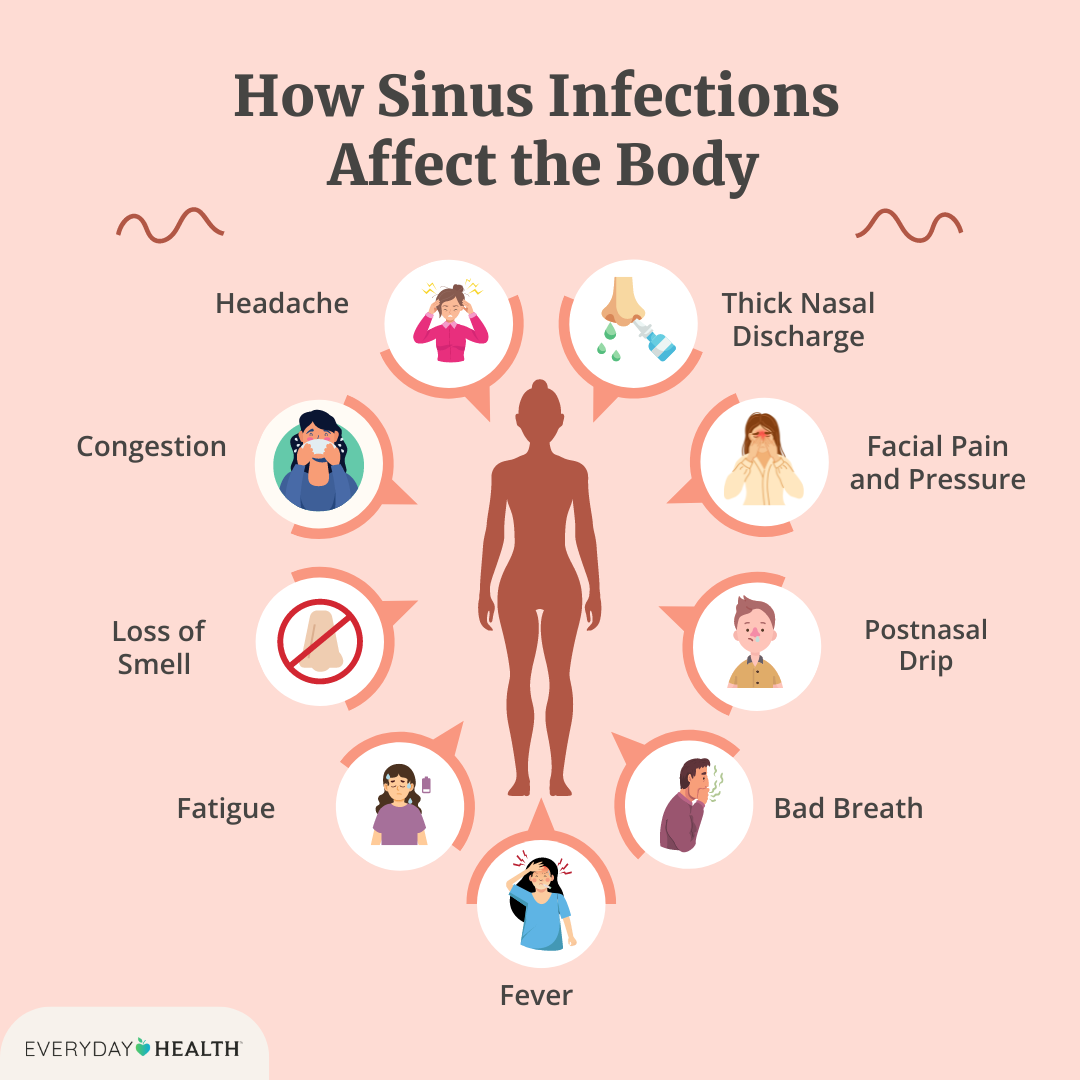 How Sinus Infections
Affect the Body
Headache
Thick Nasal
Discharge
Congestion
Facial Pain
and Pressure
Loss of
Smell
Postnasal
Drip
Fatigue
Bad Breath
Fever
EVERYDAY HEALTH